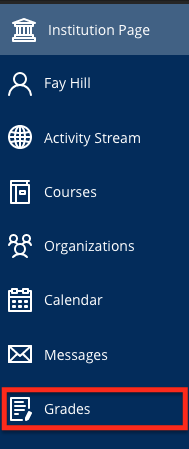 Institution Page
Fay Hill
Activity Stream
Courses
Organizations
Calendar
Messages
Grades